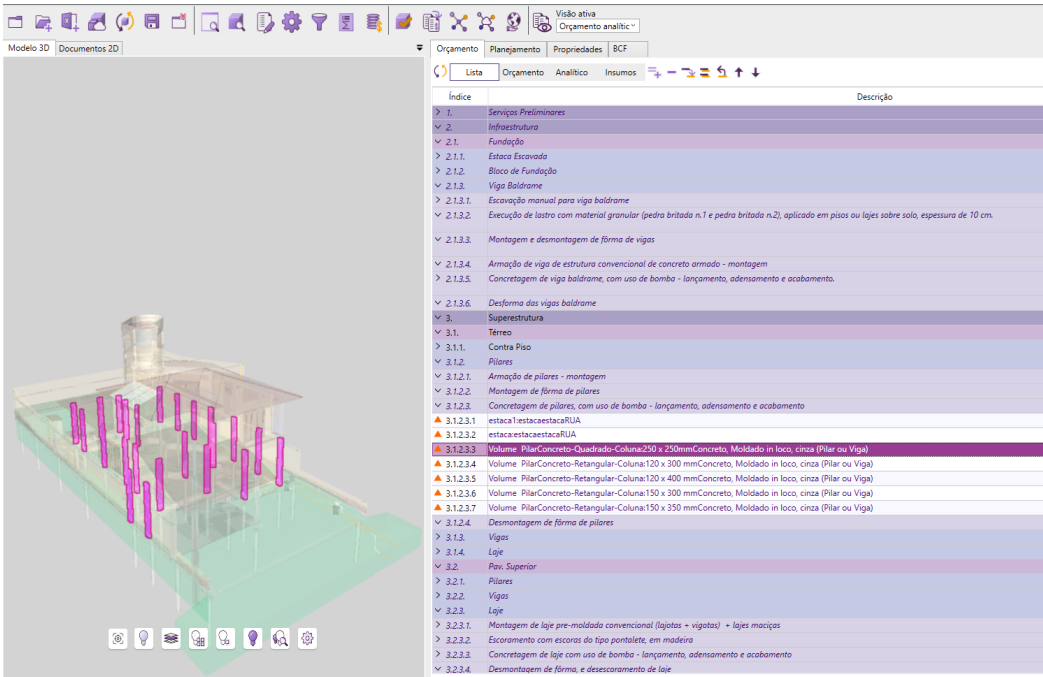 Visão ativa
Orçamento analític
Modelo 3D Documentos 2D
Orçamento Planejamento Propriedades BCF
Lista Orçamento Analítico Insumos
Índice Descrição
1. Serviços Preliminares
2. Infraestrutura
2.1. Fundação
2.1.1. Estaca Escavada
2.1.2. Bloco de Fundação
2.1.3. Viga Baldrame
2.1.3.1. Escavação manual para viga baldrame
2.1.3.2. Execução de lastro com material granular (pedra britada n.1 e pedra britada n.2), aplicado em pisos ou lajes sobre solo, espessura de 10 cm.
2.1.3.3. Montagem e desmontagem de fôrma de vigas
2.1.3.4. Armação de viga de estrutura convencional de concreto armado - montagem
2.1.3.5. Concretagem de viga baldrame, com uso de bomba - lançamento, adensamento e acabamento.
2.1.3.6. Desforma das vigas baldrame
3. Superestrutura
3.1. Térreo
3.1.1. Contra Piso
3.1.2. Pilares
3.1.2.1. Armação de pilares - montagem
3.1.2.2. Montagem de fôrma de pilares
3.1.2.3. Concretagem de pilares, com uso de bomba - lançamento, adensamento e acabamento
3.1.2.3.1 estaca1:estacaestacaRUA
3.1.2.3.2 estaca:estacaestacaRUA
3.1.2.3.3 Volume PilarConcreto-Quadrado-Coluna:250 x 250mmConcreto, Moldado in loco, cinza (Pilar ou Viga)
3.1.2.3.4 Volume PilarConcreto-Retangular-Coluna:120 x 300 mmConcreto, Moldado in loco, cinza (Pilar ou Viga)
3.1.2.3.5 Volume PilarConcreto-Retangular-Coluna:120 x 400 mmConcreto, Moldado in loco, cinza (Pilar ou Viga)
3.1.2.3.6 Volume PilarConcreto-Retangular-Coluna:150 x 300 mmConcreto, Moldado in loco, cinza (Pilar ou Viga)
3.1.2.3.7 Volume PilarConcreto-Retangular-Coluna:150 x 350 mmConcreto, Moldado in loco, cinza (Pilar ou Viga)
3.1.2.4. Desmontagem de fôrma de pilares
3.1.3. Vigas
3.1.4. Laje
3.2. Pav. Superior
3.2.1. Pilares
3.2.2. Vigas
3.2.3. Laje
3.2.3.1. Montagem de laje pre-moldada convencional (lajotas + vigotas) + lajes maciças
3.2.3.2. Escoramento com escoras do tipo pontalete, em madeira
3.2.3.3. Concretagem de laje com uso de bomba - lançamento, adensamento e acabamento
3.2.3.4. Desmontagem de fôrma, e desescoramento de laje